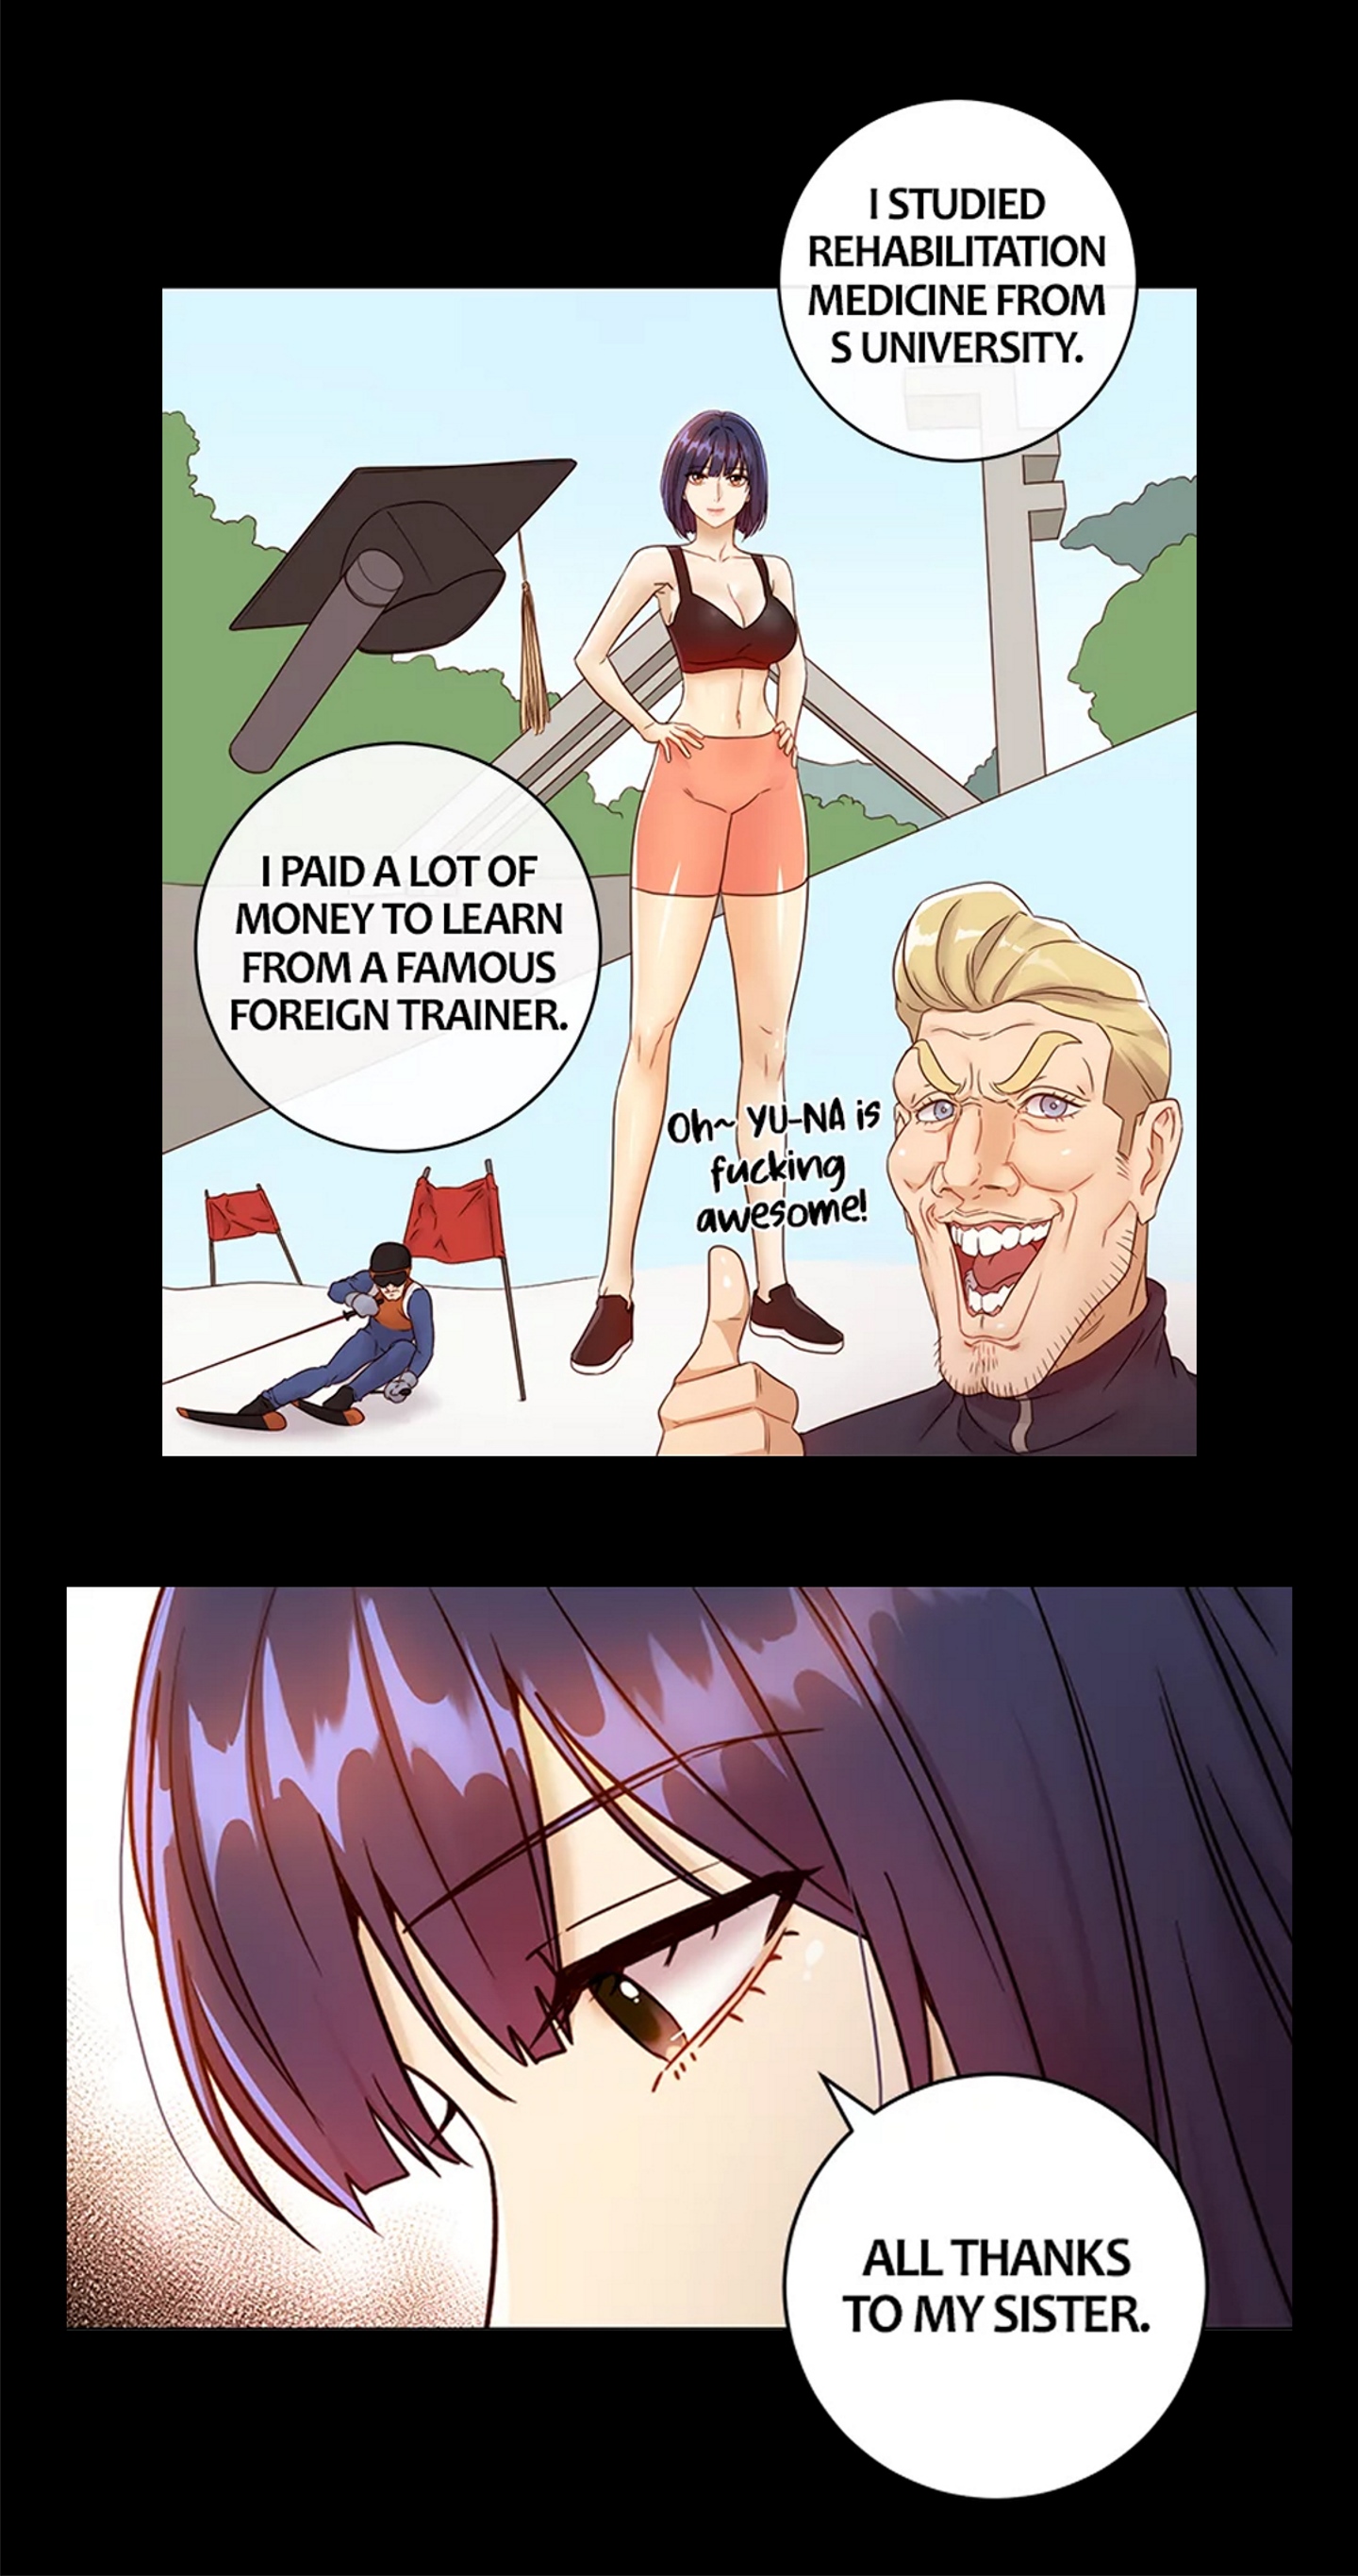 I STUDIED
REHABILITATION
MEDICINE FROM
S UNIVERSITY.
I PAID A LOT OF
MONEY TO LEARN
FROM A FAMOUS
FOREIGN TRAINER.
Oh~ YU-NA is
fucking
awesome!
ALL THANKS
TO MY SISTER.